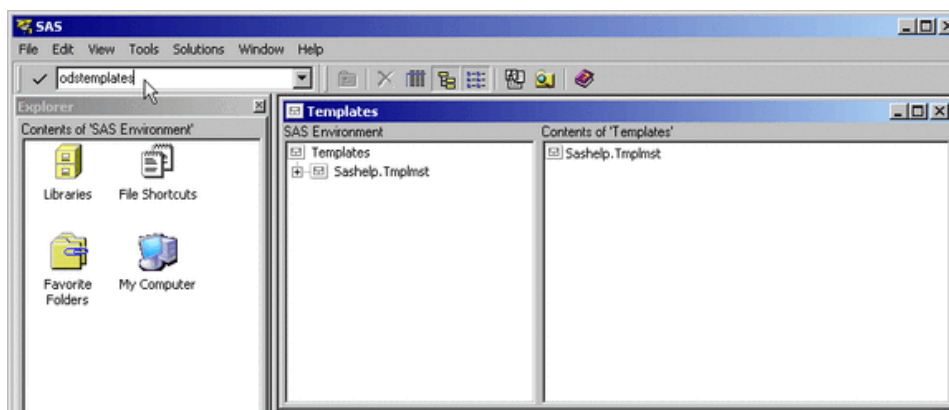 SAS
File Edit View Tools Solutions Window Help
odstemplates
Explorer
Contents of 'SAS Environment'
Libraries
File Shortcuts
Favorite
Folders
My Computer
Templates
SAS Environment
Templates
Sashelp.Tmplmst
Contents of 'Templates'
Sashelp.Tmplmst